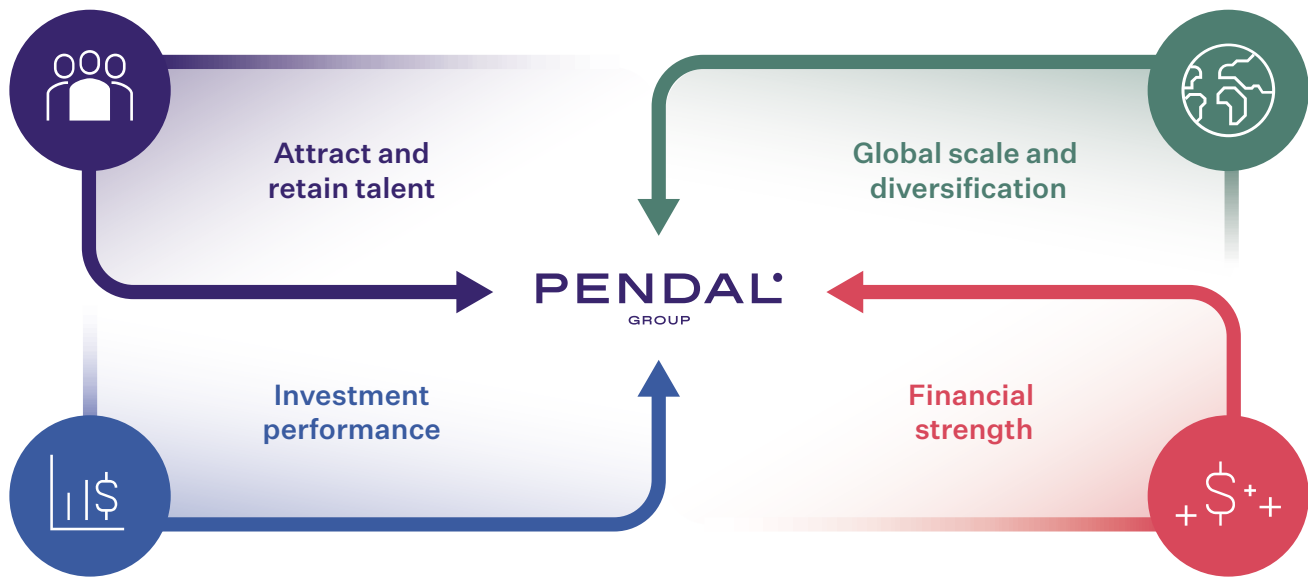 Attract and
retain talent
Global scale and
diversification
PENDAL
GROUP
Investment
performance
Financial
strength